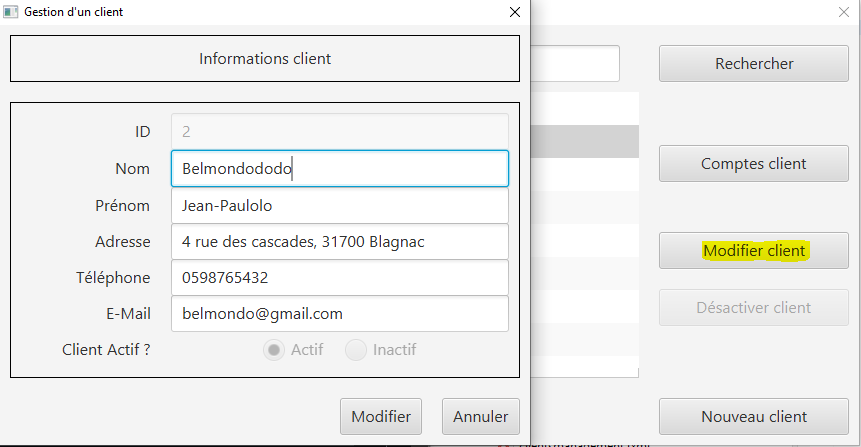 Gestion d'un client
Informations client
ID 2
Nom Belmondododo
Prénom Jean-Paulolo
Adresse 4 rue des cascades, 31700 Blagnac
Téléphone 0598765432
E-Mail belmondo@gmail.com
Client Actif ? Actif Inactif
Modifier Annuler
Rechercher
Comptes client
Modifier client
Désactiver client
Nouveau client